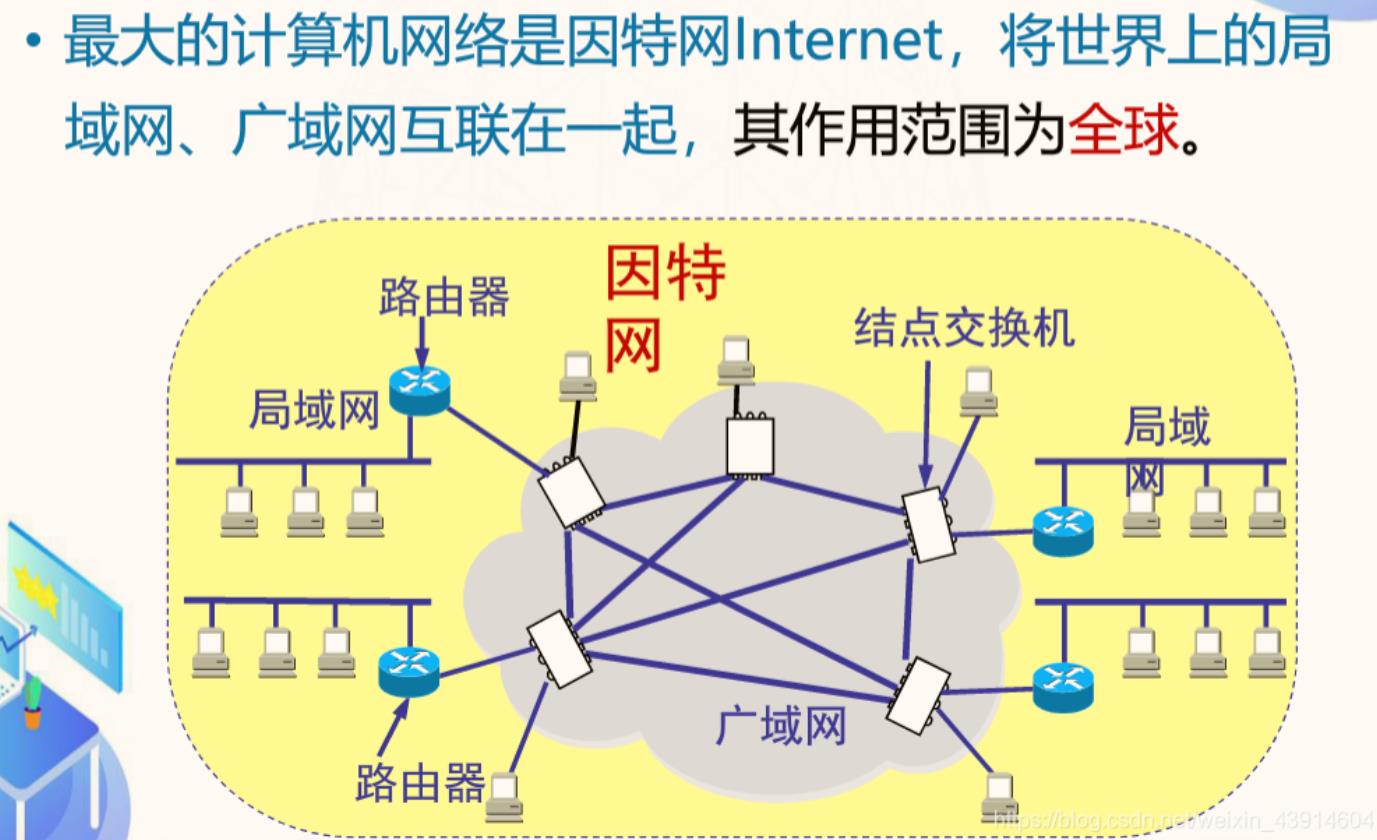 • 最大的计算机网络是因特网Internet，将世界上的局
域网、广域网互联在一起，其作用范围为全球。
因特
网
路由器
结点交换机
局域网
局域
网
广域网
路由器
https://blog.csdn.net/weixin_43914604